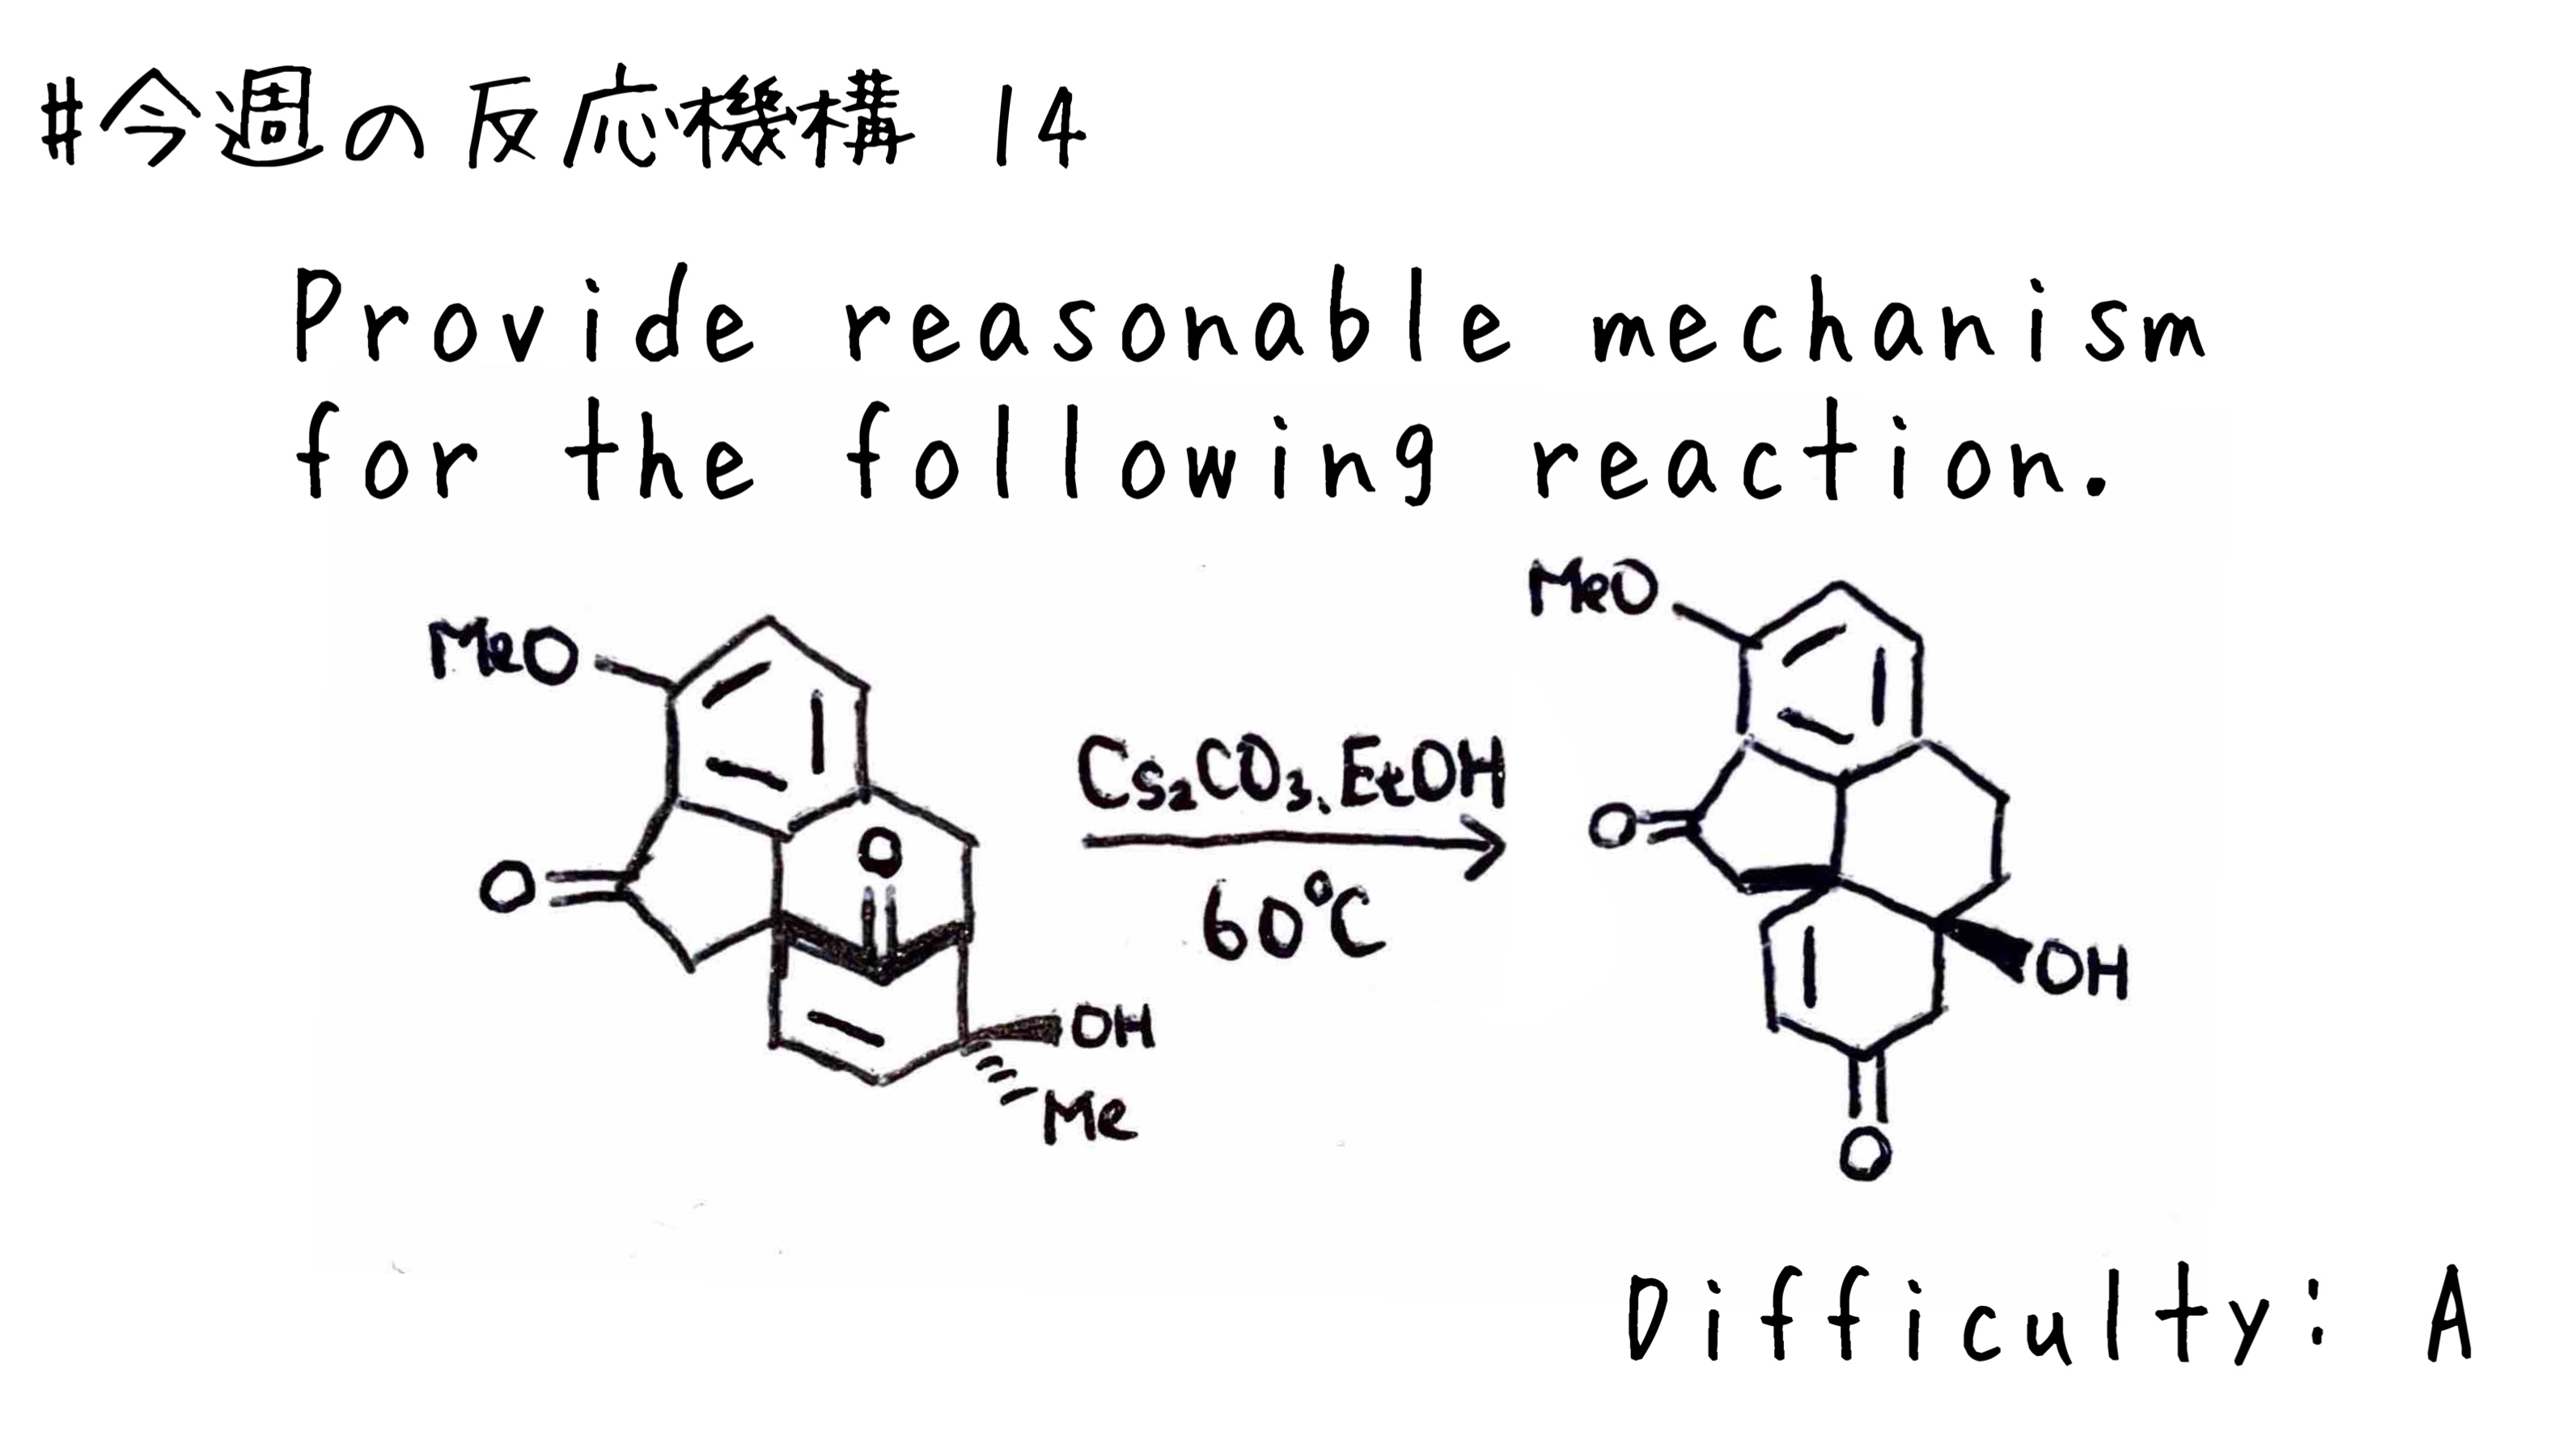 #今週の反応機構 14
Provide reasonable mechanism
for the following reaction.
MeO
O
O
OH
Me
Cs₂CO₃, EtOH
60°C
MeO
O
OH
O
Difficulty: A